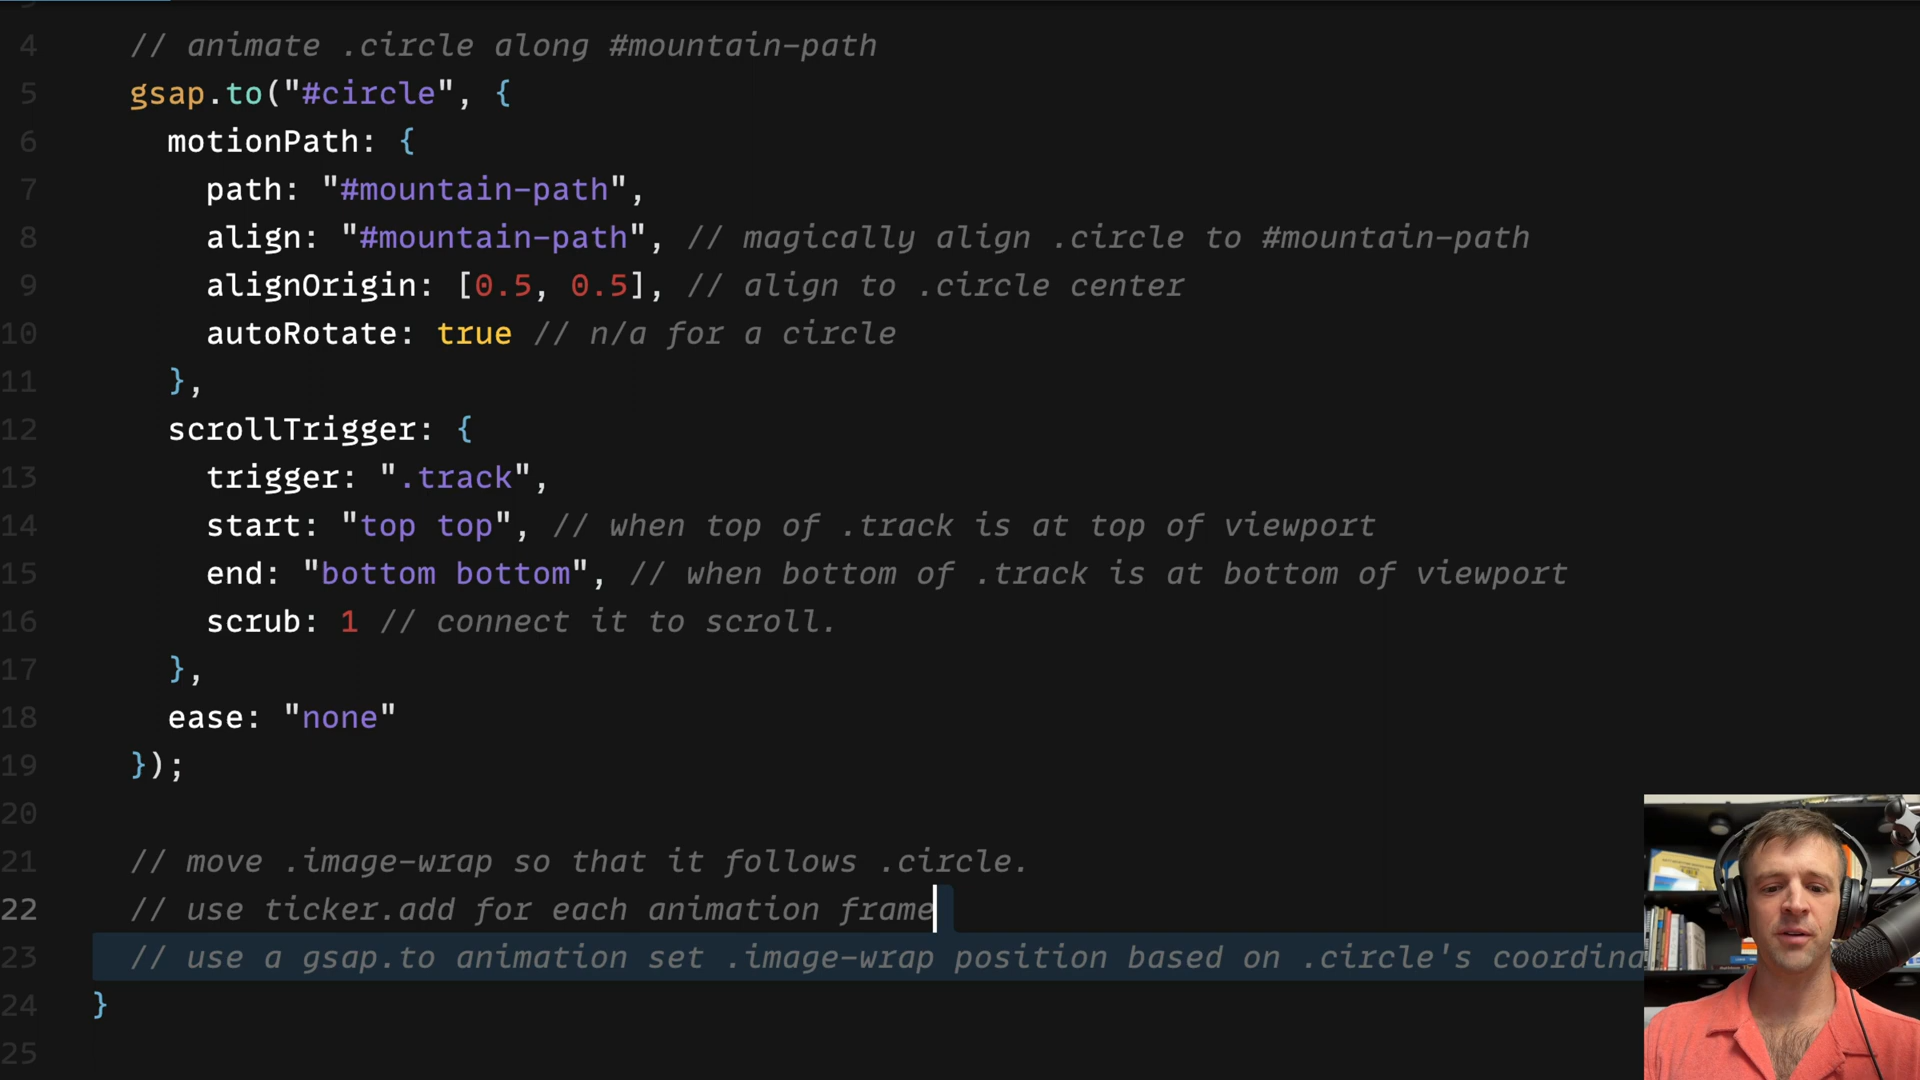 4 // animate .circle along #mountain-path
5 gsap.to("#circle", {
6 motionPath: {
7 path: "#mountain-path",
8 align: "#mountain-path", // magically align .circle to #mountain-path
9 alignOrigin: [0.5, 0.5], // align to .circle center
10 autoRotate: true // n/a for a circle
11 },
12 scrollTrigger: {
13 trigger: ".track",
14 start: "top top", // when top of .track is at top of viewport
15 end: "bottom bottom", // when bottom of .track is at bottom of viewport
16 scrub: 1 // connect it to scroll.
17 },
18 ease: "none"
19 });
20
21 // move .image-wrap so that it follows .circle.
22 // use ticker.add for each animation frame
23 // use a gsap.to animation set .image-wrap position based on .circle's coordina
24 }
25